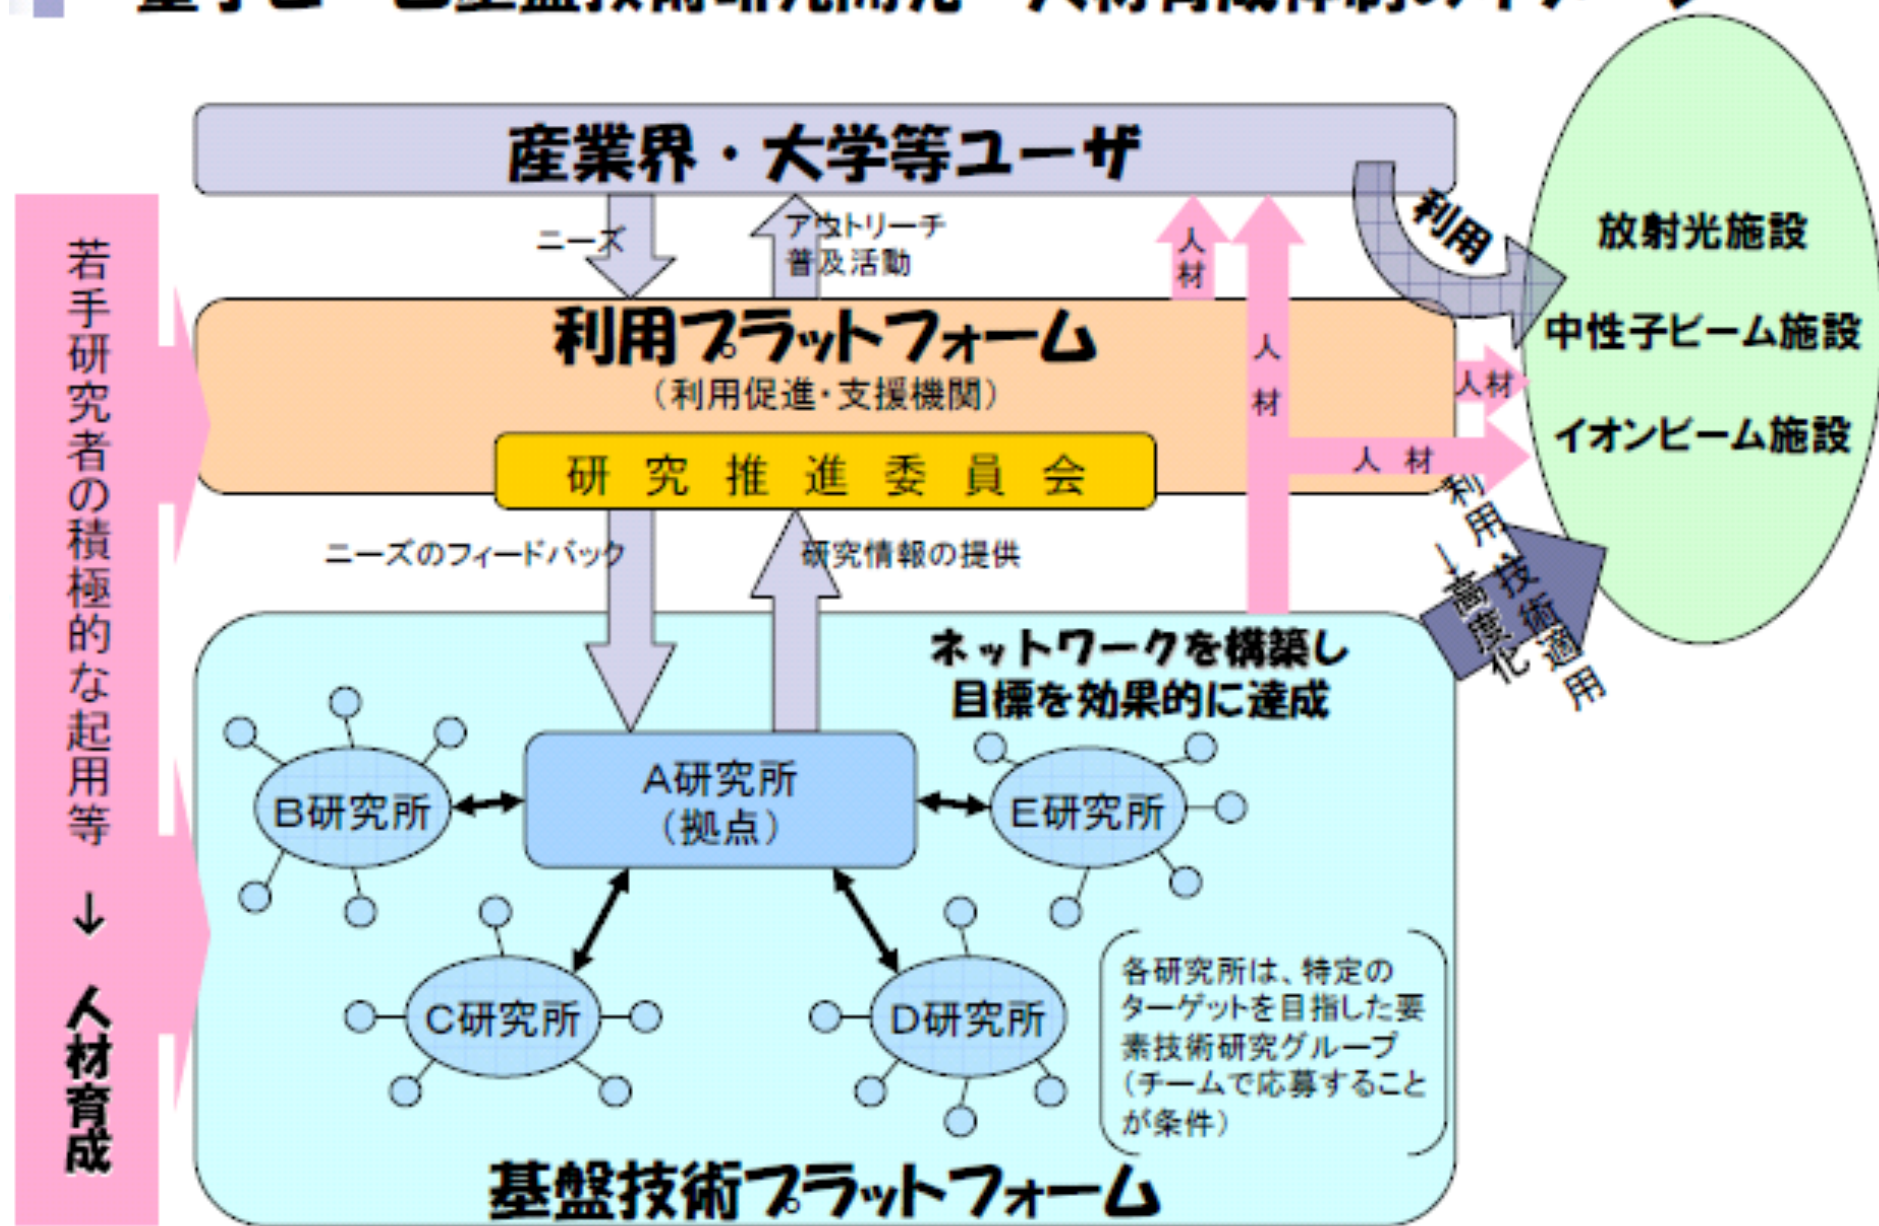 産業界・大学等ユーザ
ニーズ
アウトリーチ
普及活動
人材
利用
放射光施設
中性子ビーム施設
イオンビーム施設
利用プラットフォーム
(利用促進・支援機関)
人材
人材
人材
研究推進委員会
ニーズのフィードバック
研究情報の提供
利用、技術適用
→高度化
若手研究者の積極的な起用等 → 人材育成
ネットワークを構築し
目標を効果的に達成
A研究所
(拠点)
B研究所
E研究所
C研究所
D研究所
各研究所は、特定の
ターゲットを目指した要
素技術研究グループ
(チームで応募すること
が条件)
基盤技術プラットフォーム